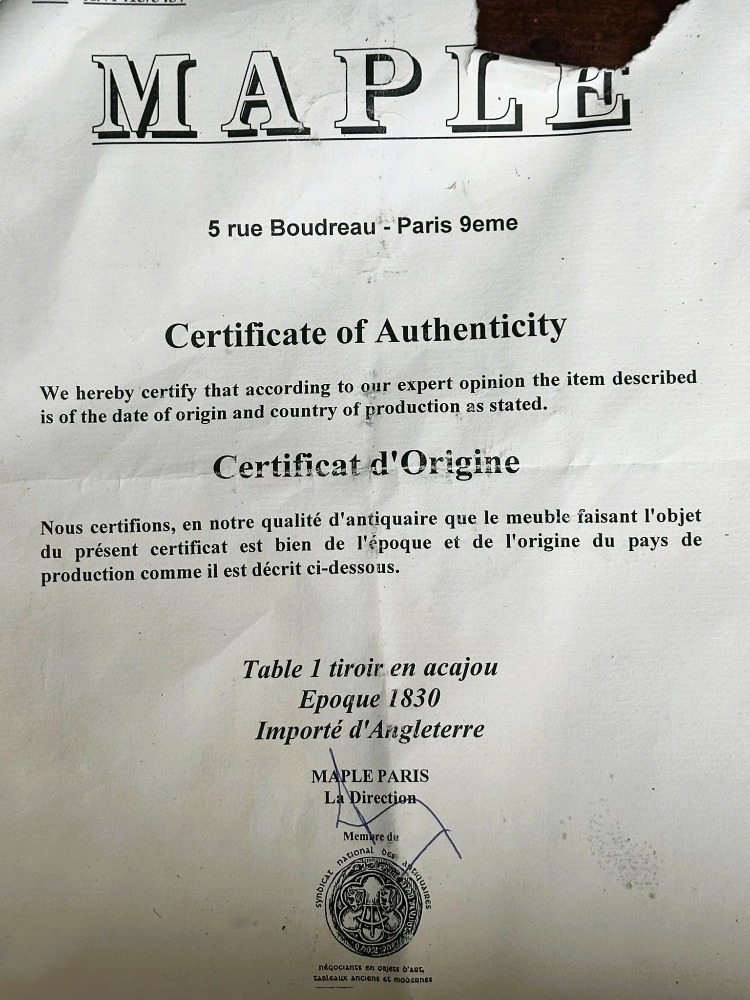 MAPLE
5 rue Boudreau - Paris 9eme
Certificate of Authenticity
We hereby certify that according to our expert opinion the item described
is of the date of origin and country of production as stated.
Certificat d'Origine
Nous certifions, en notre qualité d'antiquaire que le meuble faisant l'objet
du présent certificat est bien de l'époque et de l'origine du pays de
production comme il est décrit ci-dessous.
Table 1 tiroir en acajou
Epoque 1830
Importé d'Angleterre
MAPLE PARIS
La Direction
Membre du
syndicat national des antiquaires
négociants en objets d'art,
tableaux anciens et modernes